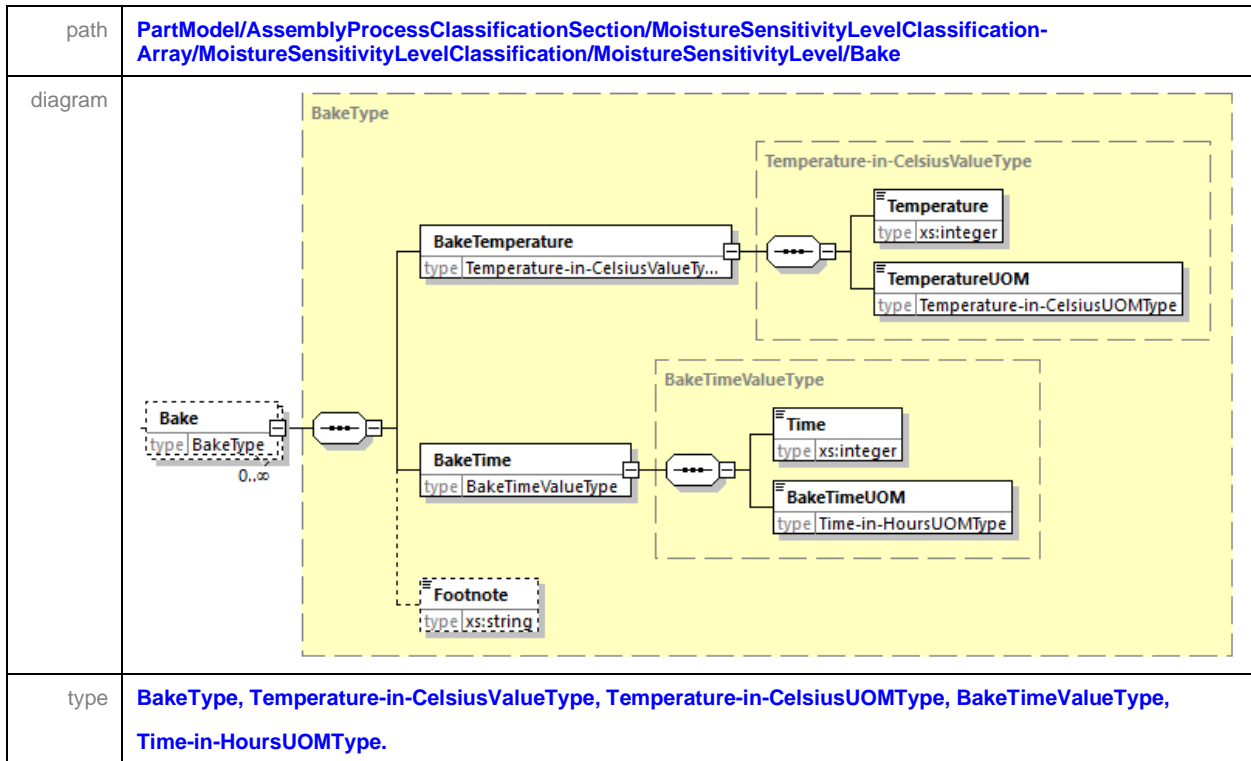 path
PartModel/AssemblyProcessClassificationSection/MoistureSensitivityLevelClassification-
Array/MoistureSensitivityLevelClassification/MoistureSensitivityLevel/Bake
diagram
BakeType
Temperature-in-CelsiusValueType
Temperature
type xs:integer
BakeTemperature
type Temperature-in-CelsiusValueTy...
TemperatureUOM
type Temperature-in-CelsiusUOMType
BakeTimeValueType
Bake
type BakeType
0..∞
Time
type xs:integer
BakeTime
type BakeTimeValueType
BakeTimeUOM
type Time-in-HoursUOMType
Footnote
type xs:string
type
BakeType, Temperature-in-CelsiusValueType, Temperature-in-CelsiusUOMType, BakeTimeValueType,
Time-in-HoursUOMType.